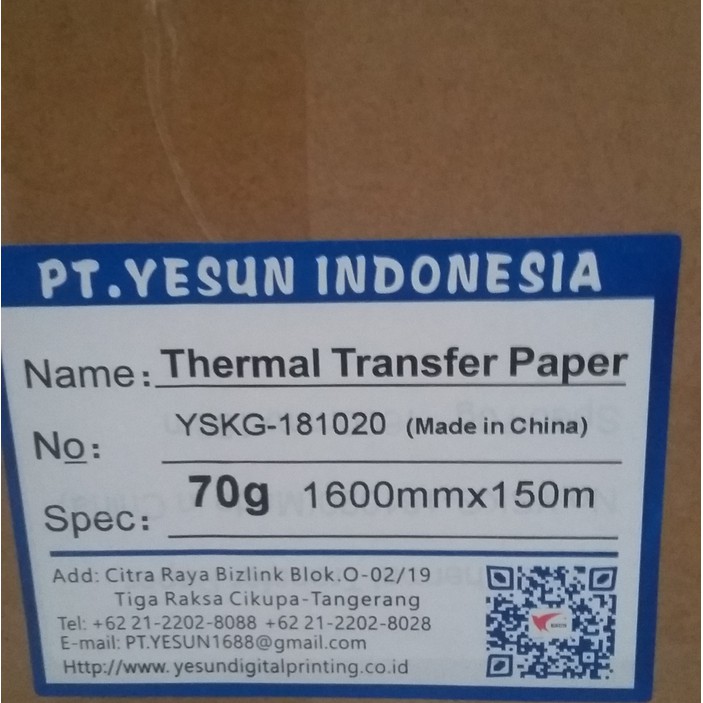 PT.YESUN INDONESIA
Name: Thermal Transfer Paper
No: YSKG-181020 (Made in China)
Spec: 70g 1600mmx150m
Add: Citra Raya Bizlink Blok.O-02/19
Tiga Raksa Cikupa-Tangerang
Tel: +62 21-2202-8088 +62 21-2202-8028
E-mail: PT.YESUN1688@gmail.com
Http://www.yesundigitalprinting.co.id